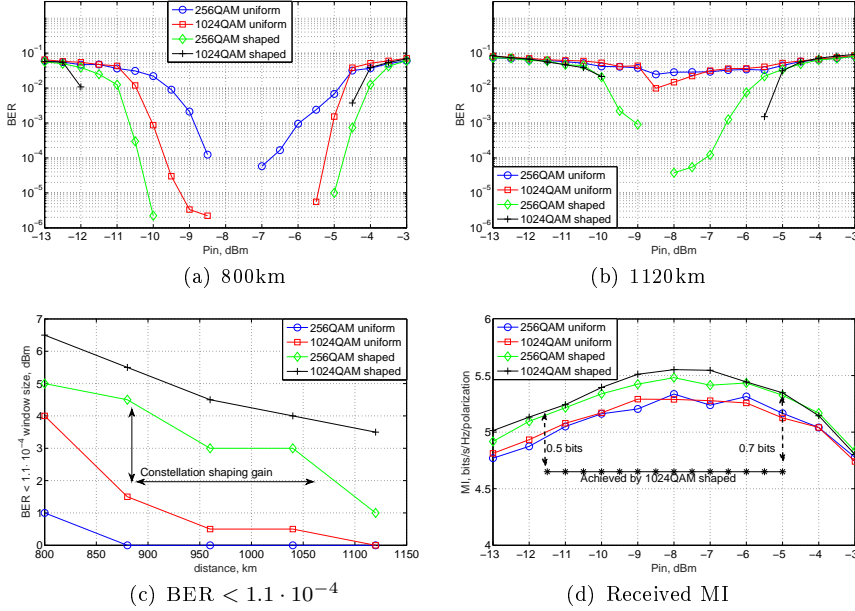 256QAM uniform
1024QAM uniform
256QAM shaped
1024QAM shaped
BER
10^-1
10^-2
10^-3
10^-4
10^-5
10^-6
−13 −12 −11 −10 −9 −8 −7 −6 −5 −4 −3
Pin, dBm
(a) 800km
BER
10^-1
10^-2
10^-3
10^-4
10^-5
10^-6
256QAM uniform
1024QAM uniform
256QAM shaped
1024QAM shaped
−13 −12 −11 −10 −9 −8 −7 −6 −5 −4 −3
Pin, dBm
(b) 1120km
BER < 1.1 ⋅ 10^-4 window size, dBm
7
6
5
4
3
2
1
0
256QAM uniform
1024QAM uniform
256QAM shaped
1024QAM shaped
Constellation shaping gain
800 850 900 950 1000 1050 1100 1150
distance, km
(c) BER < 1.1 · 10^−4
MI, bits/s/Hz/polarization
6
5.5
5
4.5
4
256QAM uniform
1024QAM uniform
256QAM shaped
1024QAM shaped
0.5 bits
0.7 bits
Achieved by 1024QAM shaped
−13 −12 −11 −10 −9 −8 −7 −6 −5 −4 −3
Pin, dBm
(d) Received MI